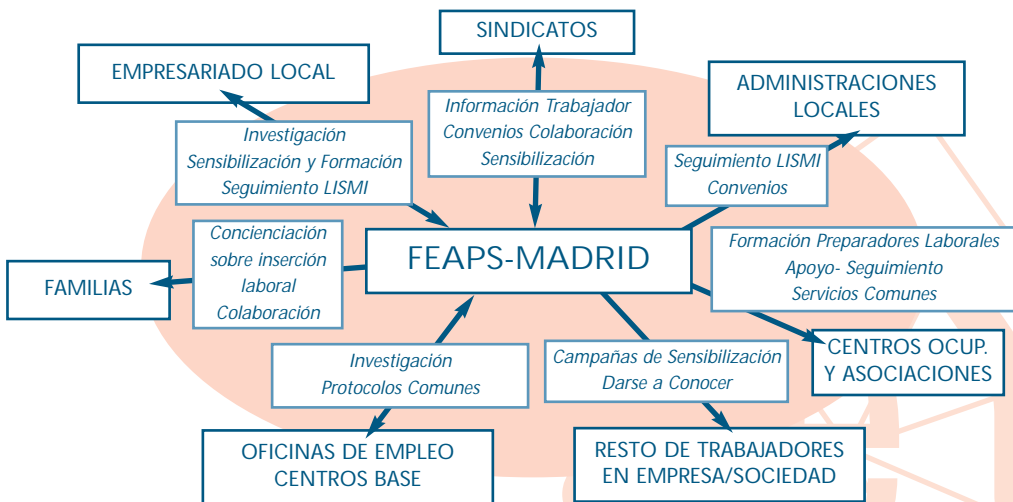 SINDICATOS
EMPRESARIADO LOCAL
ADMINISTRACIONES
LOCALES
Información Trabajador
Convenios Colaboración
Sensibilización
Investigación
Sensibilización y Formación
Seguimiento LISMI
Seguimiento LISMI
Convenios
Concienciación
sobre inserción
laboral
Colaboración
FEAPS-MADRID
Formación Preparadores Laborales
Apoyo- Seguimiento
Servicios Comunes
FAMILIAS
Investigación
Protocolos Comunes
Campañas de Sensibilización
Darse a Conocer
CENTROS OCUP.
Y ASOCIACIONES
OFICINAS DE EMPLEO
CENTROS BASE
RESTO DE TRABAJADORES
EN EMPRESA/SOCIEDAD